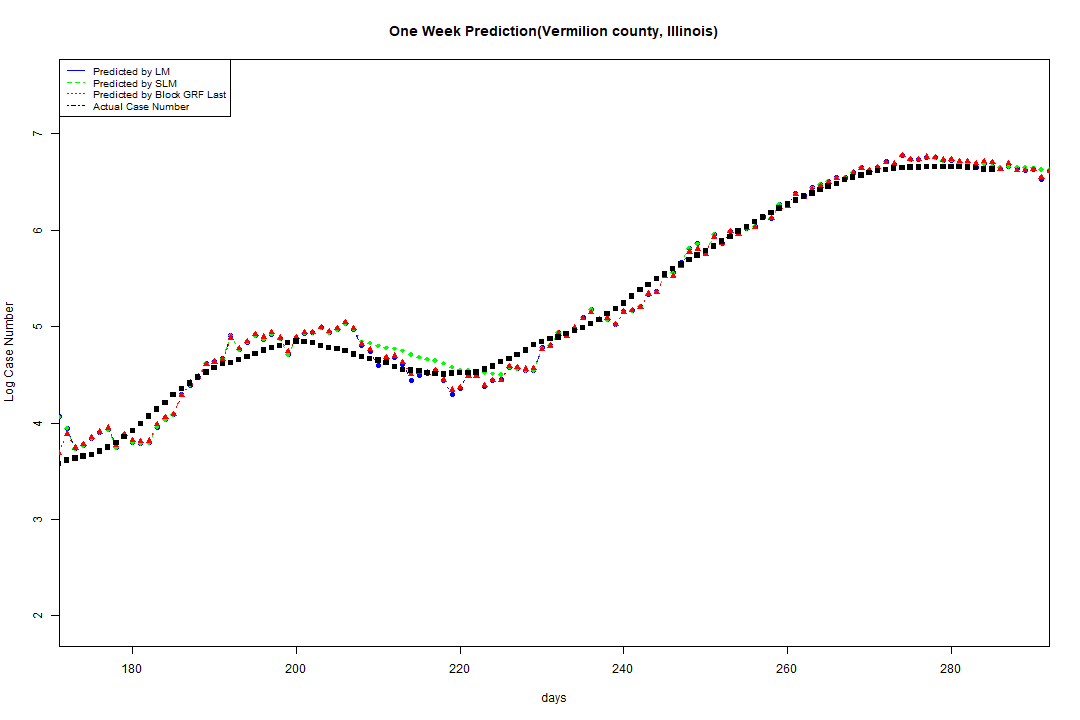 One Week Prediction(Vermilion county, Illinois)
Predicted by LM
Predicted by SLM
Predicted by Block GRF Last
Actual Case Number
7
6
5
4
3
2
Log Case Number
180 200 220 240 260 280
days